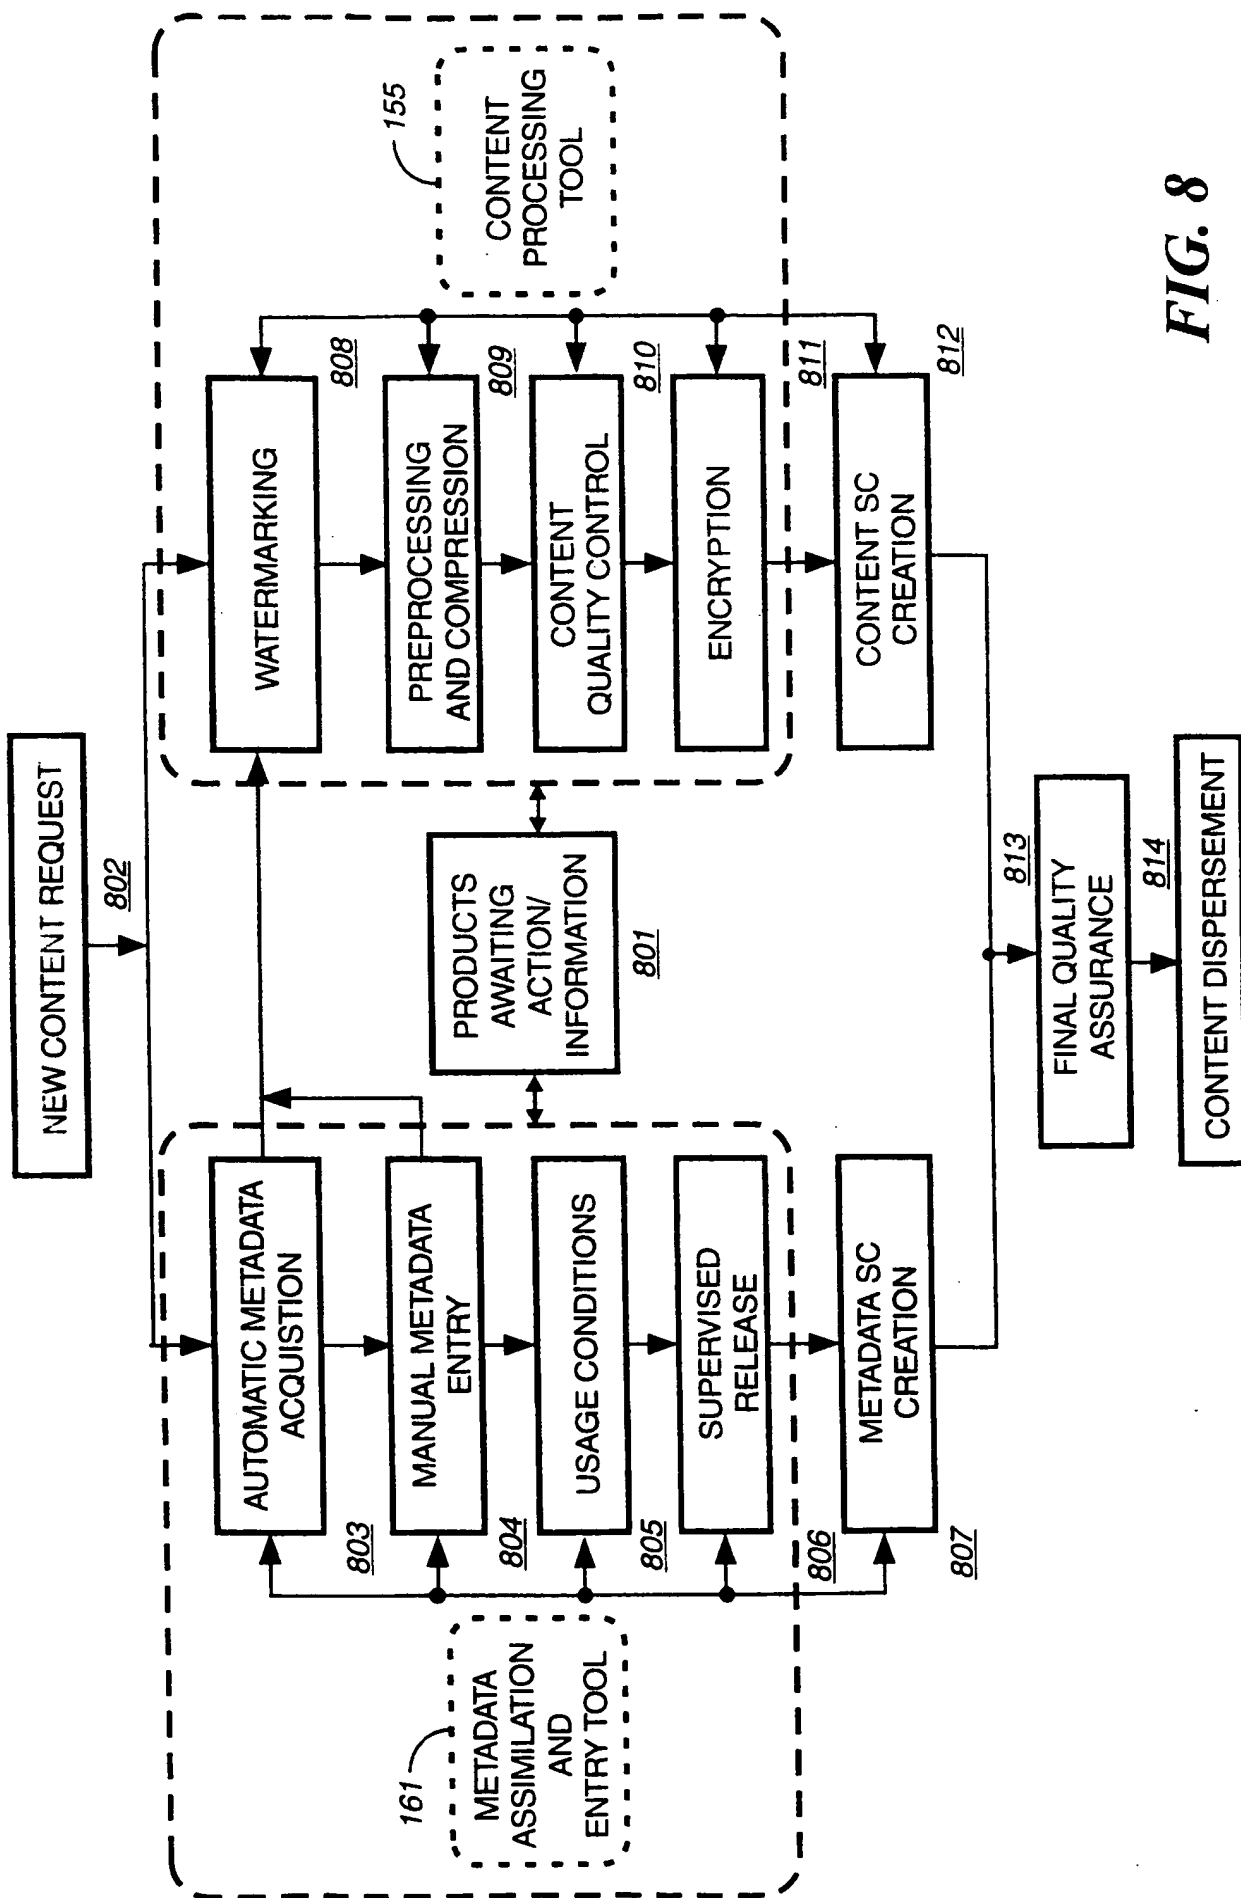 NEW CONTENT REQUEST
802
AUTOMATIC METADATA
ACQUISTION
803
MANUAL METADATA
ENTRY
804
USAGE CONDITIONS
805
SUPERVISED
RELEASE
806
METADATA SC
CREATION
807
161
METADATA
ASSIMILATION
AND
ENTRY TOOL
PRODUCTS
AWAITING
ACTION/
INFORMATION
801
WATERMARKING
808
PREPROCESSING
AND COMPRESSION
809
CONTENT
QUALITY CONTROL
810
ENCRYPTION
811
CONTENT SC
CREATION
812
155
CONTENT
PROCESSING
TOOL
813
FINAL QUALITY
ASSURANCE
814
CONTENT DISPERSEMENT
FIG. 8